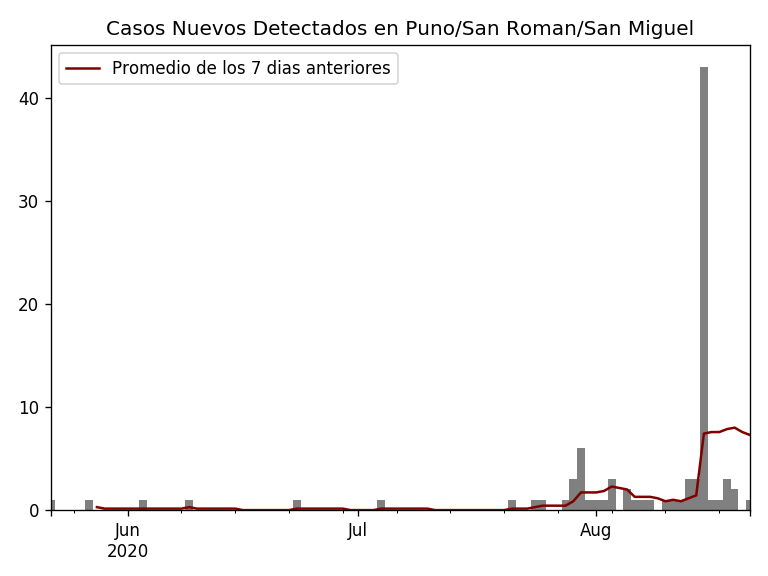 Casos Nuevos Detectados en Puno/San Roman/San Miguel
Promedio de los 7 dias anteriores
40
30
20
10
0
Jun
2020
Jul
Aug